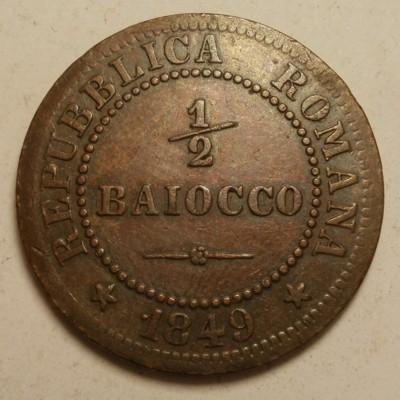 REPUBBLICA ROMANA
1/2
BAIOCCO
* 1849 *